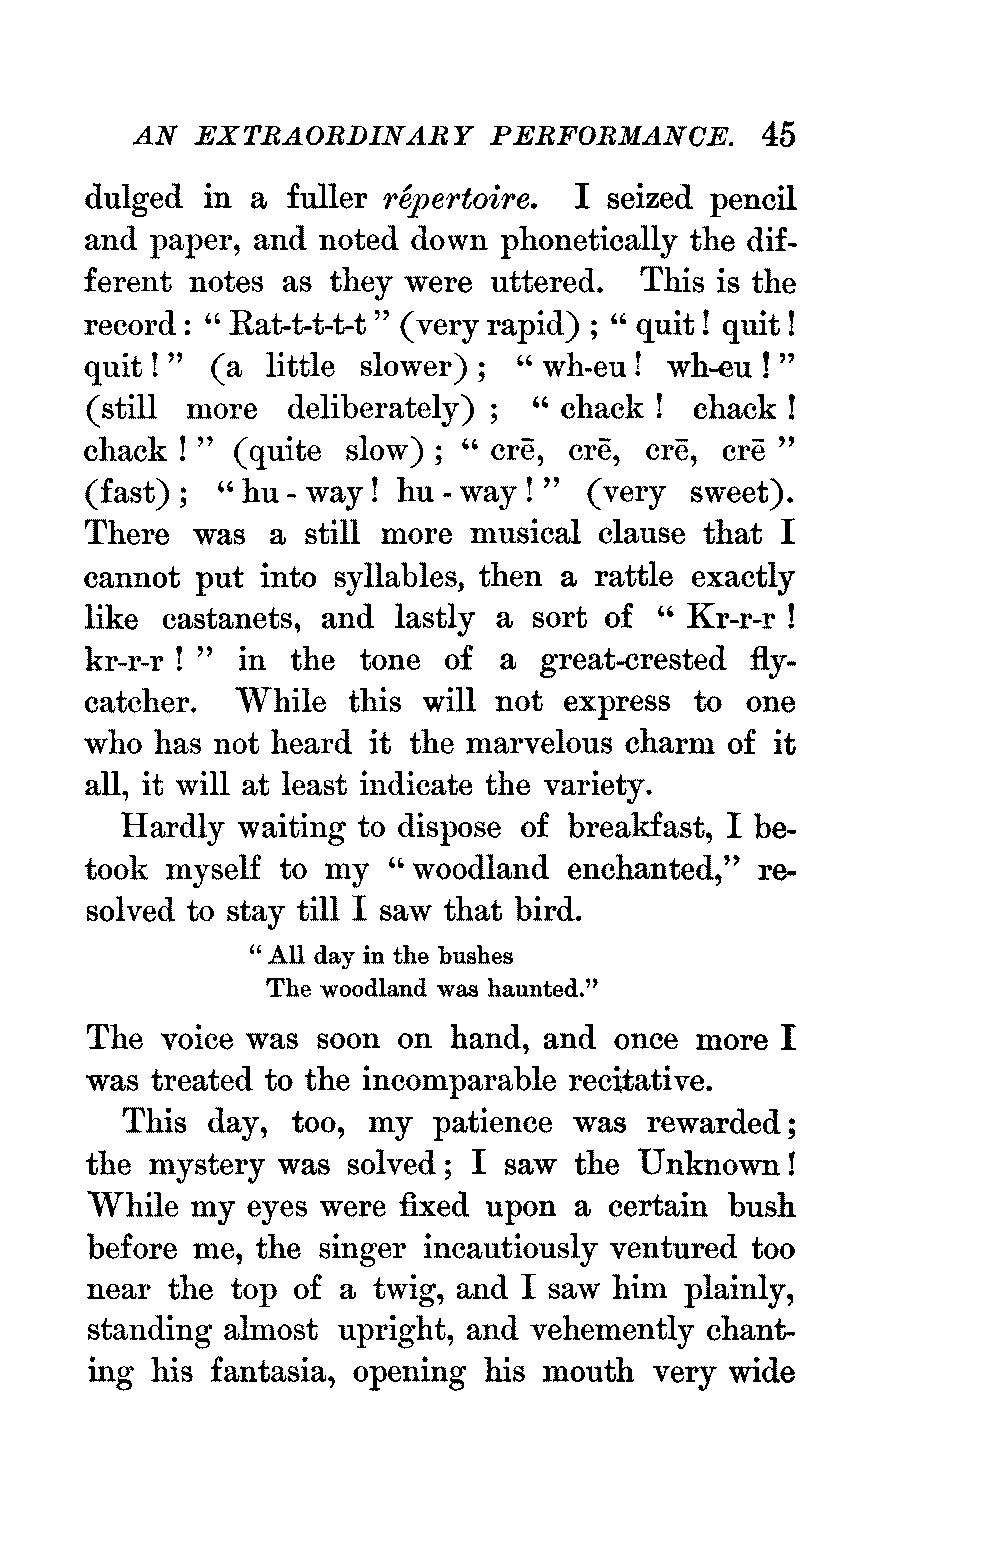 AN EXTRAORDINARY PERFORMANCE. 45
dulged in a fuller répertoire. I seized pencil
and paper, and noted down phonetically the dif-
ferent notes as they were uttered. This is the
record: “Rat-t-t-t-t” (very rapid); “quit! quit!
quit!” (a little slower); “wh-eu! wh-eu!”
(still more deliberately); “chack! chack!
chack!” (quite slow); “crē, crē, crē, crē”
(fast); “hu-way! hu-way!” (very sweet).
There was a still more musical clause that I
cannot put into syllables, then a rattle exactly
like castanets, and lastly a sort of “Kr-r-r!
kr-r-r!” in the tone of a great-crested fly-
catcher. While this will not express to one
who has not heard it the marvelous charm of it
all, it will at least indicate the variety.
Hardly waiting to dispose of breakfast, I be-
took myself to my “woodland enchanted,” re-
solved to stay till I saw that bird.
“All day in the bushes
The woodland was haunted.”
The voice was soon on hand, and once more I
was treated to the incomparable recitative.
This day, too, my patience was rewarded;
the mystery was solved; I saw the Unknown!
While my eyes were fixed upon a certain bush
before me, the singer incautiously ventured too
near the top of a twig, and I saw him plainly,
standing almost upright, and vehemently chant-
ing his fantasia, opening his mouth very wide